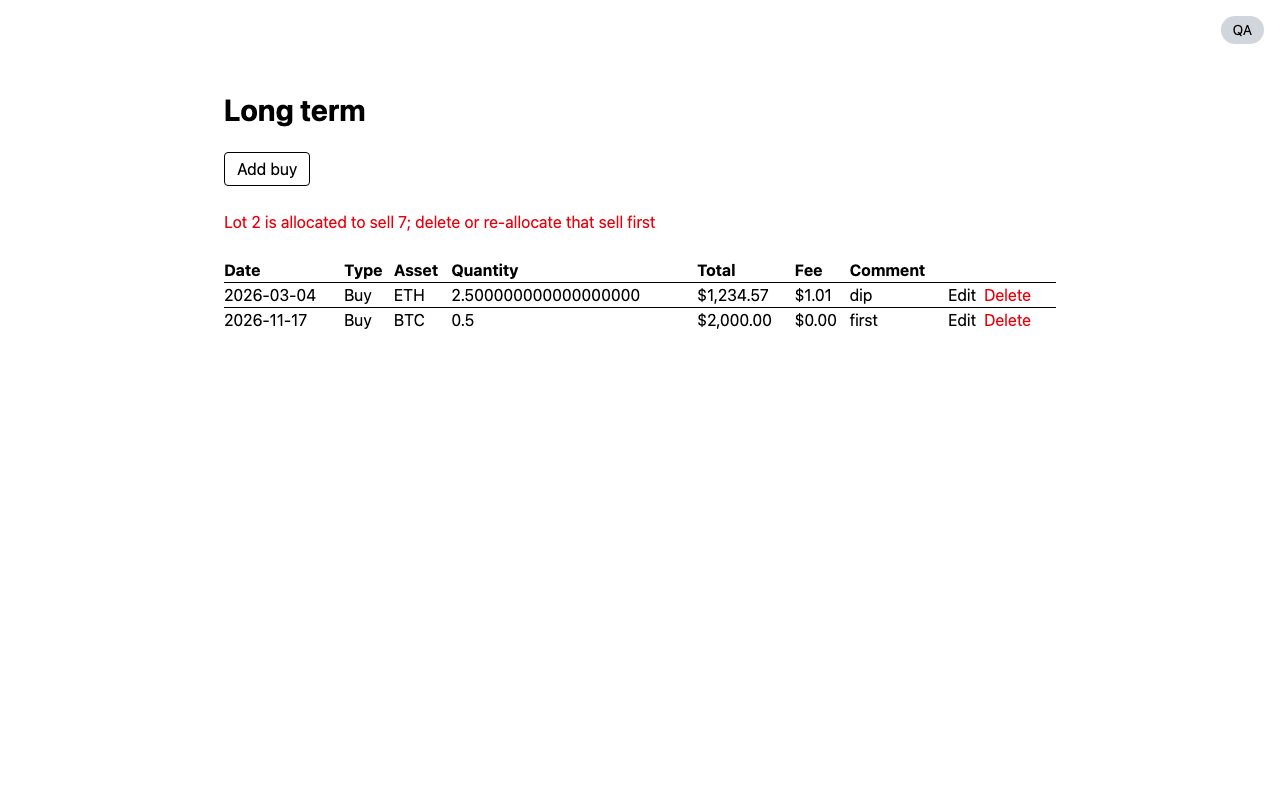 QA
Long term
Add buy
Lot 2 is allocated to sell 7; delete or re-allocate that sell first
Date Type Asset Quantity Total Fee Comment
2026-03-04 Buy ETH 2.500000000000000000 $1,234.57 $1.01 dip Edit Delete
2026-11-17 Buy BTC 0.5 $2,000.00 $0.00 first Edit Delete